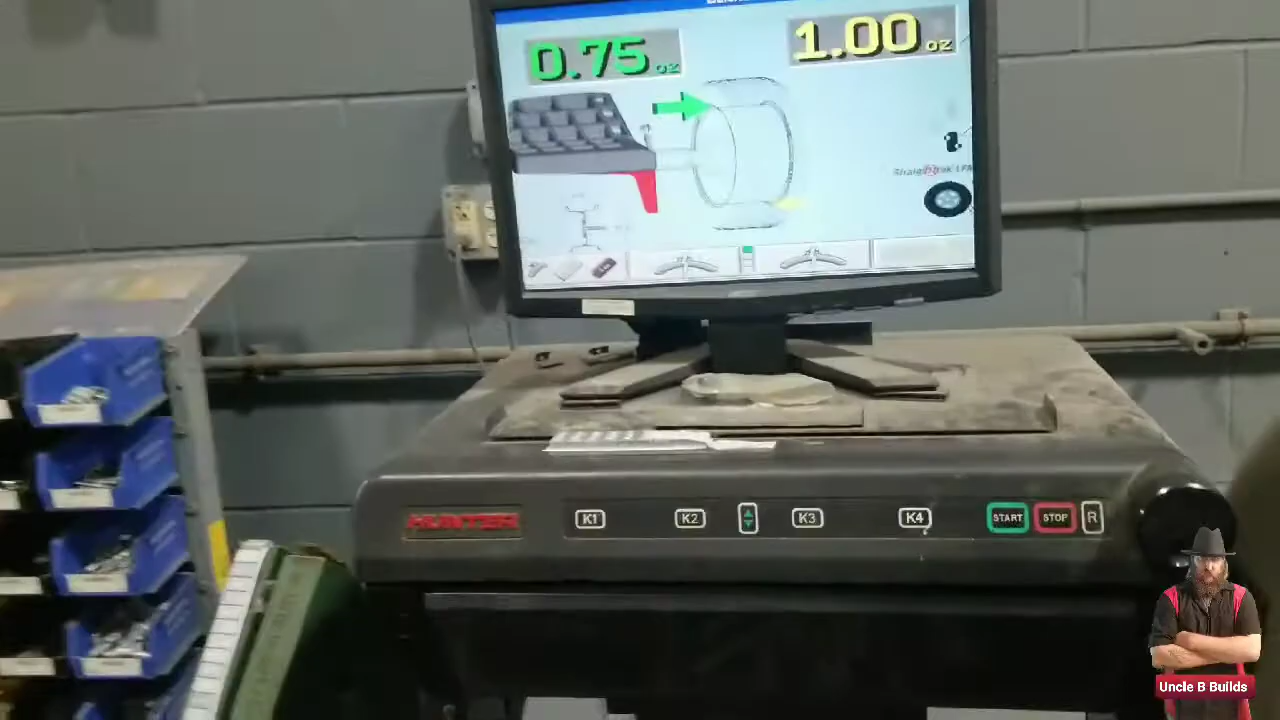 0.75 oz
1.00 oz
HUNTER
K1
K2
K3
K4
START
STOP
R
Uncle B Builds